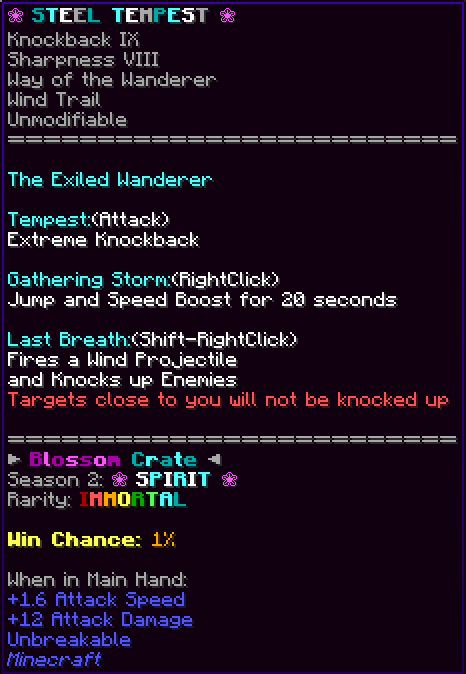 ❀ STEEL TEMPEST ❀
Knockback IX
Sharpness VIII
Way of the Wanderer
Wind Trail
Unmodifiable
==========================
The Exiled Wanderer
Tempest:(Attack)
Extreme Knockback
Gathering Storm:(RightClick)
Jump and Speed Boost for 20 seconds
Last Breath:(Shift-RightClick)
Fires a Wind Projectile
and Knocks up Enemies
Targets close to you will not be knocked up
==========================
► Blossom Crate ◄
Season 2: ❀ SPIRIT ❀
Rarity: IMMORTAL
Win Chance: 1%
When in Main Hand:
+1.6 Attack Speed
+12 Attack Damage
Unbreakable
Minecraft